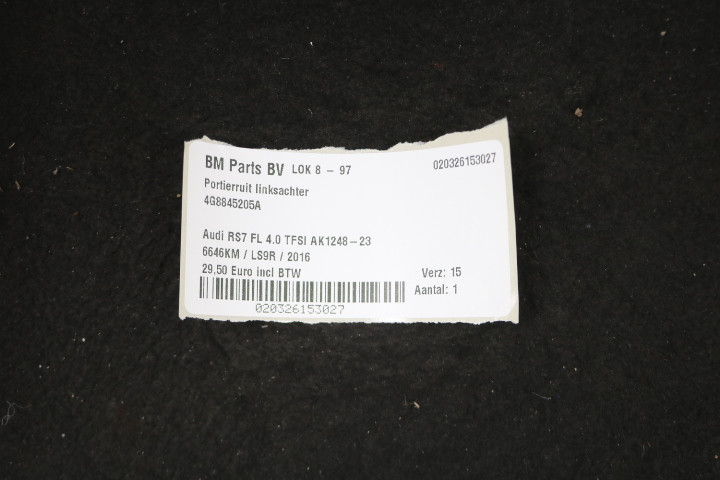 BM Parts BV LOK 8 - 97 020326153027
Portierruit linksachter
4G8845205A
Audi RS7 FL 4.0 TFSI AK1248-23
6646KM / LS9R / 2016
29,50 Euro incl BTW Verz: 15
Aantal: 1
020326153027